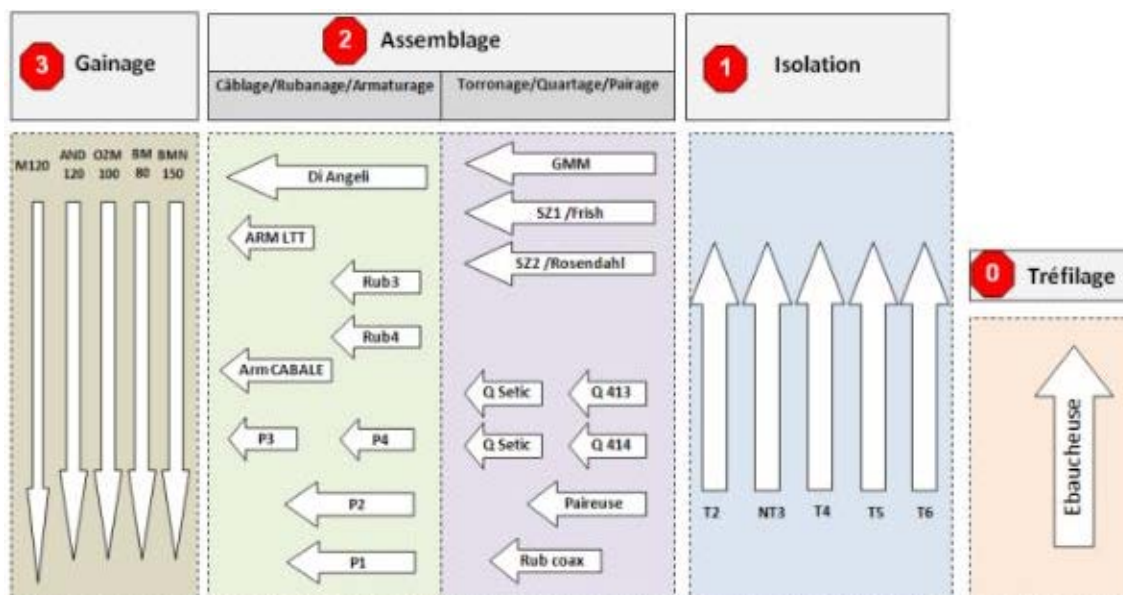 3 Gainage
2 Assemblage
Câblage/Rubanage/Armaturage
Torronage/Quartage/Pairage
1 Isolation
0 Tréfilage
M120
AND
120
O2M
100
BM
80
BMN
150
Di Angeli
ARM LTT
Rub3
Rub4
Arm CABALE
P3
P4
P2
P1
GMM
SZ1 /Frish
SZ2 /Rosendahl
Q Setic
Q 413
Q Setic
Q 414
Paireuse
Rub coax
T2
NT3
T4
T5
T6
Ebaucheuse